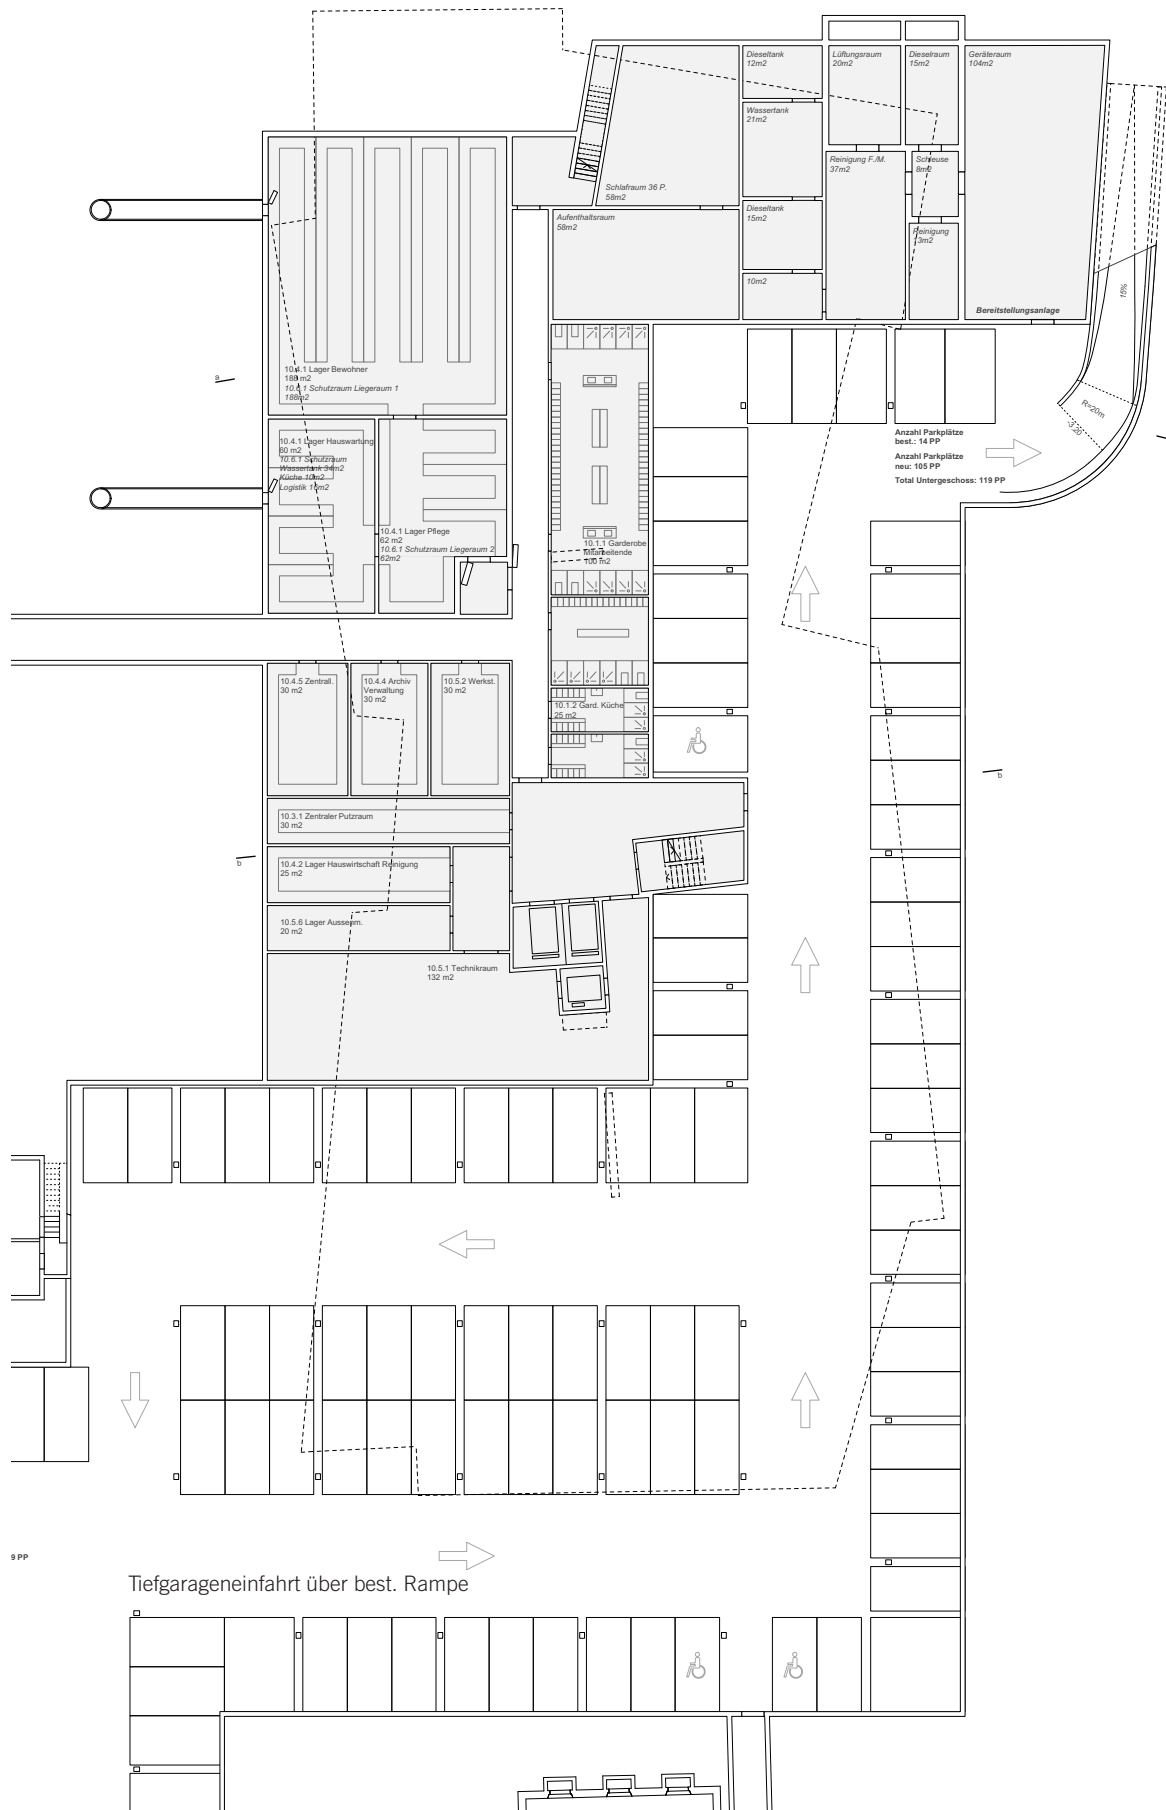 Dieseltank
12m2
Lüftungsraum
20m2
Dieselraum
15m2
Geräteraum
104m2
Wassertank
21m2
Reinigung F./M.
37m2
Schleuse
8m2
Schlafraum 36 P.
58m2
Aufenthaltsraum
58m2
Dieseltank
15m2
Reinigung
13m2
10m2
Bereitstellungsanlage
15%
R=20m
-3.20
10.4.1 Lager Bewohner
188 m2
10.6.1 Schutzraum Liegeraum 1
188m2
a
Anzahl Parkplätze
best.: 14 PP
Anzahl Parkplätze
neu: 105 PP
Total Untergeschoss: 119 PP
10.4.1 Lager Hauswartung
60 m2
10.6.1 Schutzraum
Wassertank 34m2
Küche 10m2
Logistik 16m2
10.4.1 Lager Pflege
62 m2
10.6.1 Schutzraum Liegeraum 2
62m2
10.1.1 Garderobe
Mitarbeitende
100 m2
10.4.5 Zentrall.
30 m2
10.4.4 Archiv
Verwaltung
30 m2
10.5.2 Werkst.
30 m2
10.1.2 Gard. Küche
25 m2
b
10.3.1 Zentraler Putzraum
30 m2
b
10.4.2 Lager Hauswirtschaft Reinigung
25 m2
10.5.6 Lager Aussenm.
20 m2
10.5.1 Technikraum
132 m2
9 PP
Tiefgarageneinfahrt über best. Rampe